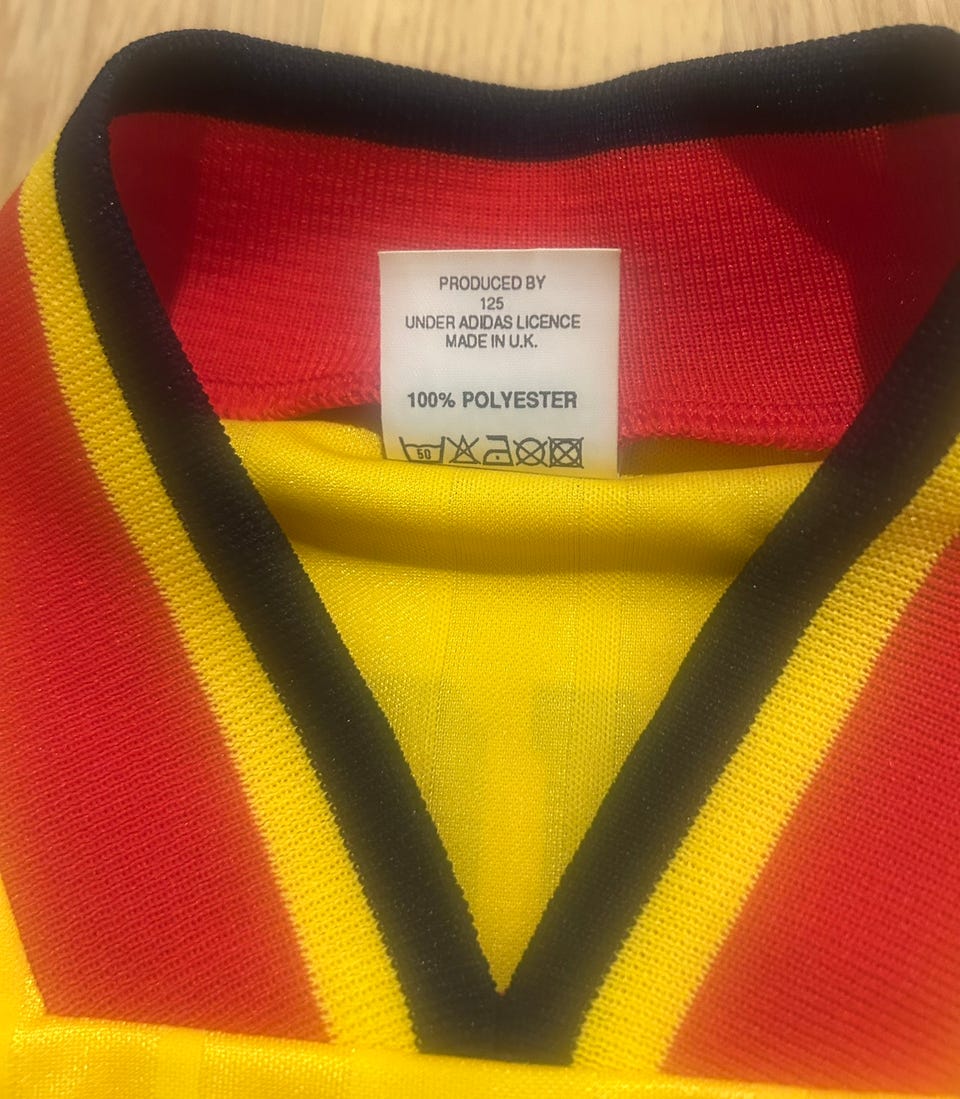 PRODUCED BY
125
UNDER ADIDAS LICENCE
MADE IN U.K.
100% POLYESTER
50